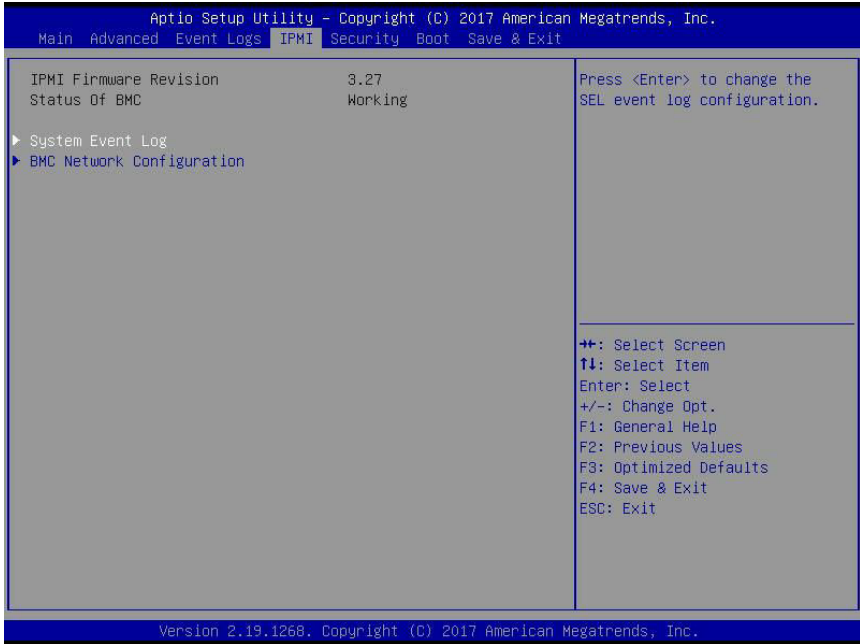 Aptio Setup Utility – Copyright (C) 2017 American Megatrends, Inc.
Main Advanced Event Logs IPMI Security Boot Save & Exit
IPMI Firmware Revision 3.27
Status Of BMC Working
▶ System Event Log
▶ BMC Network Configuration
Press <Enter> to change the
SEL event log configuration.
→←: Select Screen
↑↓: Select Item
Enter: Select
+/-: Change Opt.
F1: General Help
F2: Previous Values
F3: Optimized Defaults
F4: Save & Exit
ESC: Exit
Version 2.19.1268. Copyright (C) 2017 American Megatrends, Inc.